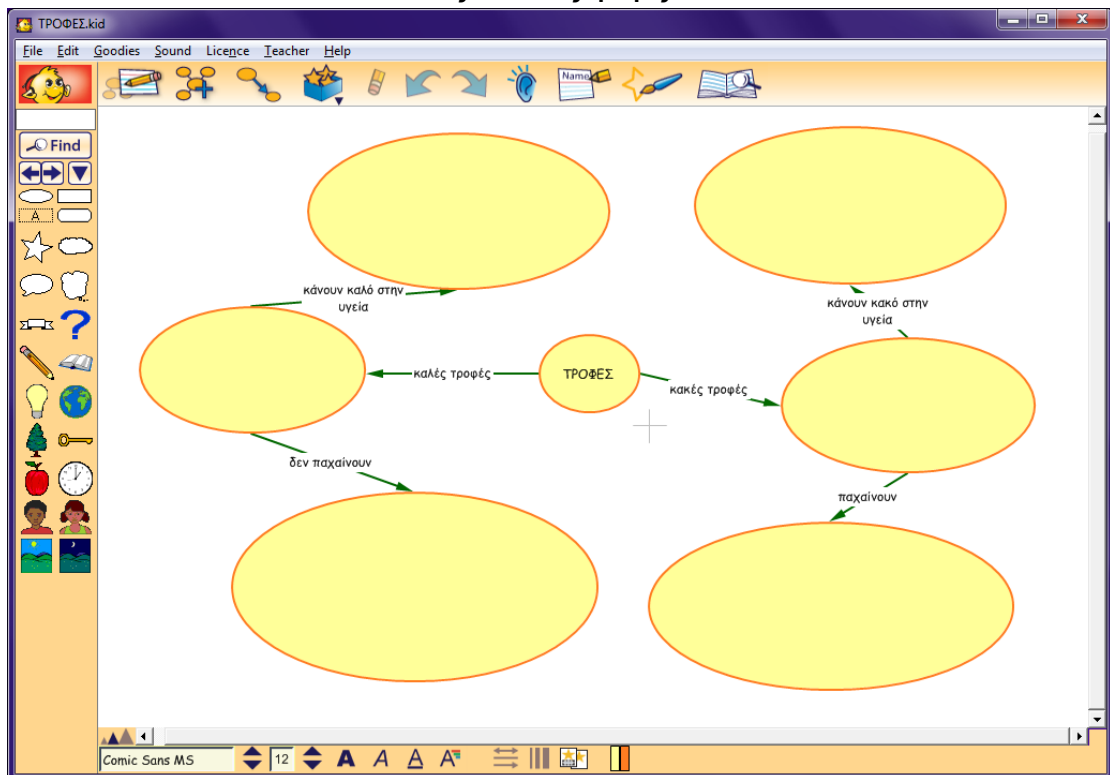 ΤΡΟΦΕΣ.kid
File Edit Goodies Sound Licence Teacher Help
Name
Find
A
κάνουν καλό στην
υγεία
κάνουν κακό στην
υγεία
καλές τροφές
ΤΡΟΦΕΣ
κακές τροφές
δεν παχαίνουν
παχαίνουν
Comic Sans MS 12 A A A A